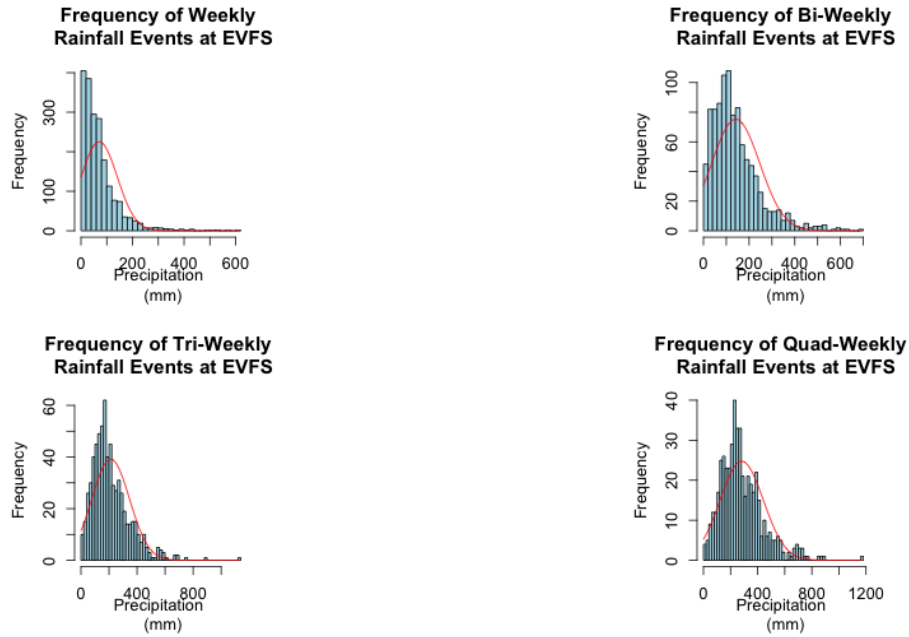 Frequency of Weekly
Rainfall Events at EVFS
Frequency
0
100
300
0
200
400
600
Precipitation
(mm)
Frequency of Bi-Weekly
Rainfall Events at EVFS
Frequency
0
20
60
100
0
200
400
600
Precipitation
(mm)
Frequency of Tri-Weekly
Rainfall Events at EVFS
Frequency
0
20
40
60
0
400
800
Precipitation
(mm)
Frequency of Quad-Weekly
Rainfall Events at EVFS
Frequency
0
10
20
30
40
0
400
800
1200
Precipitation
(mm)